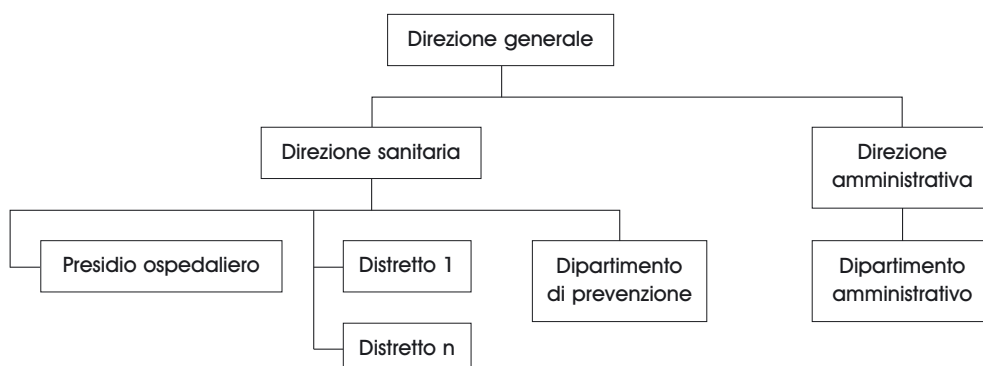 Direzione generale
Direzione sanitaria
Direzione
amministrativa
Presidio ospedaliero
Distretto 1
Dipartimento
di prevenzione
Dipartimento
amministrativo
Distretto n